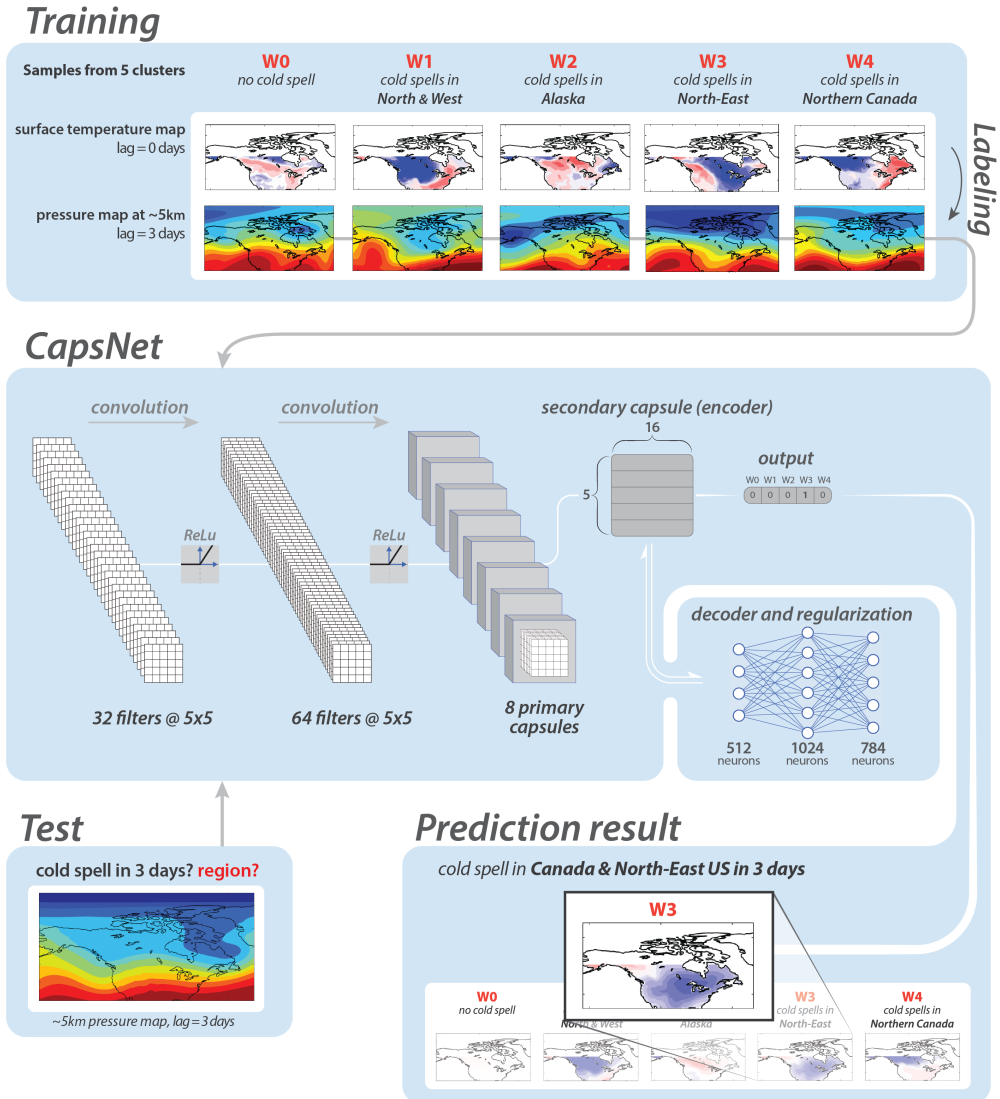 Training
Samples from 5 clusters
W0
no cold spell
W1
cold spells in
North & West
W2
cold spells in
Alaska
W3
cold spells in
North-East
W4
cold spells in
Northern Canada
surface temperature map
lag = 0 days
pressure map at ~5km
lag = 3 days
Labeling
CapsNet
convolution
convolution
secondary capsule (encoder)
16
5
output
W0 W1 W2 W3 W4
0 0 0 1 0
ReLu
ReLu
decoder and regularization
32 filters @ 5x5
64 filters @ 5x5
8 primary
capsules
512
neurons
1024
neurons
784
neurons
Test
cold spell in 3 days? region?
~5km pressure map, lag = 3 days
Prediction result
cold spell in Canada & North-East US in 3 days
W3
W0
no cold spell
North & West
Alaska
W3
cold spells in
North-East
W4
cold spells in
Northern Canada